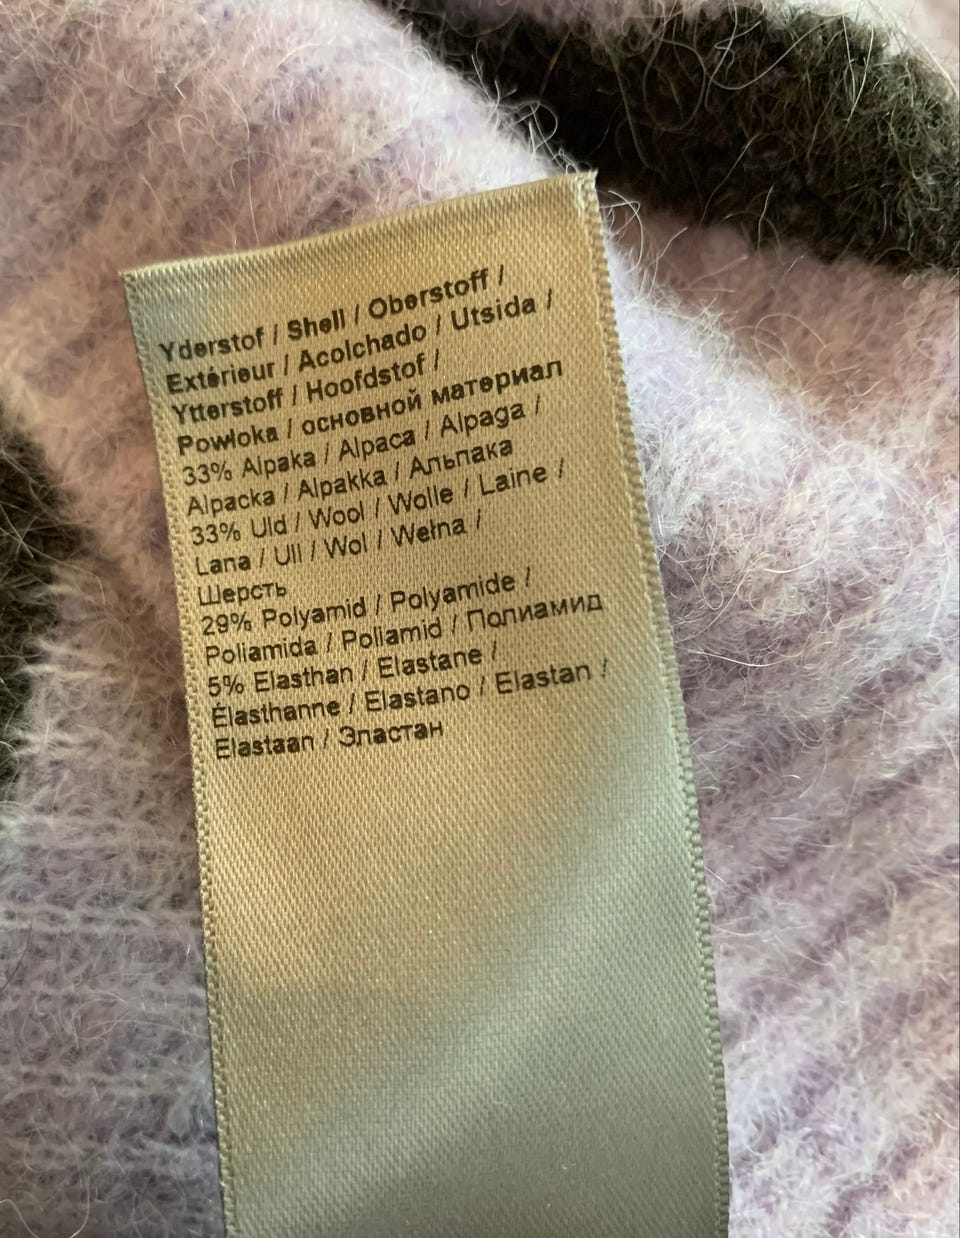 Yderstof / Shell / Oberstoff /
Extérieur / Acolchado / Utsida /
Ytterstoff / Hoofdstof /
Powłoka / основной материал
33% Alpaka / Alpaca / Alpaga /
Alpacka / Alpakka / Альпака
33% Uld / Wool / Wolle / Laine /
Lana / Ull / Wol / Wełna /
Шерсть
29% Polyamid / Polyamide /
Poliamida / Poliamid / Полиамид
5% Elasthan / Elastane /
Élasthanne / Elastano / Elastan /
Elastaan / Эластан